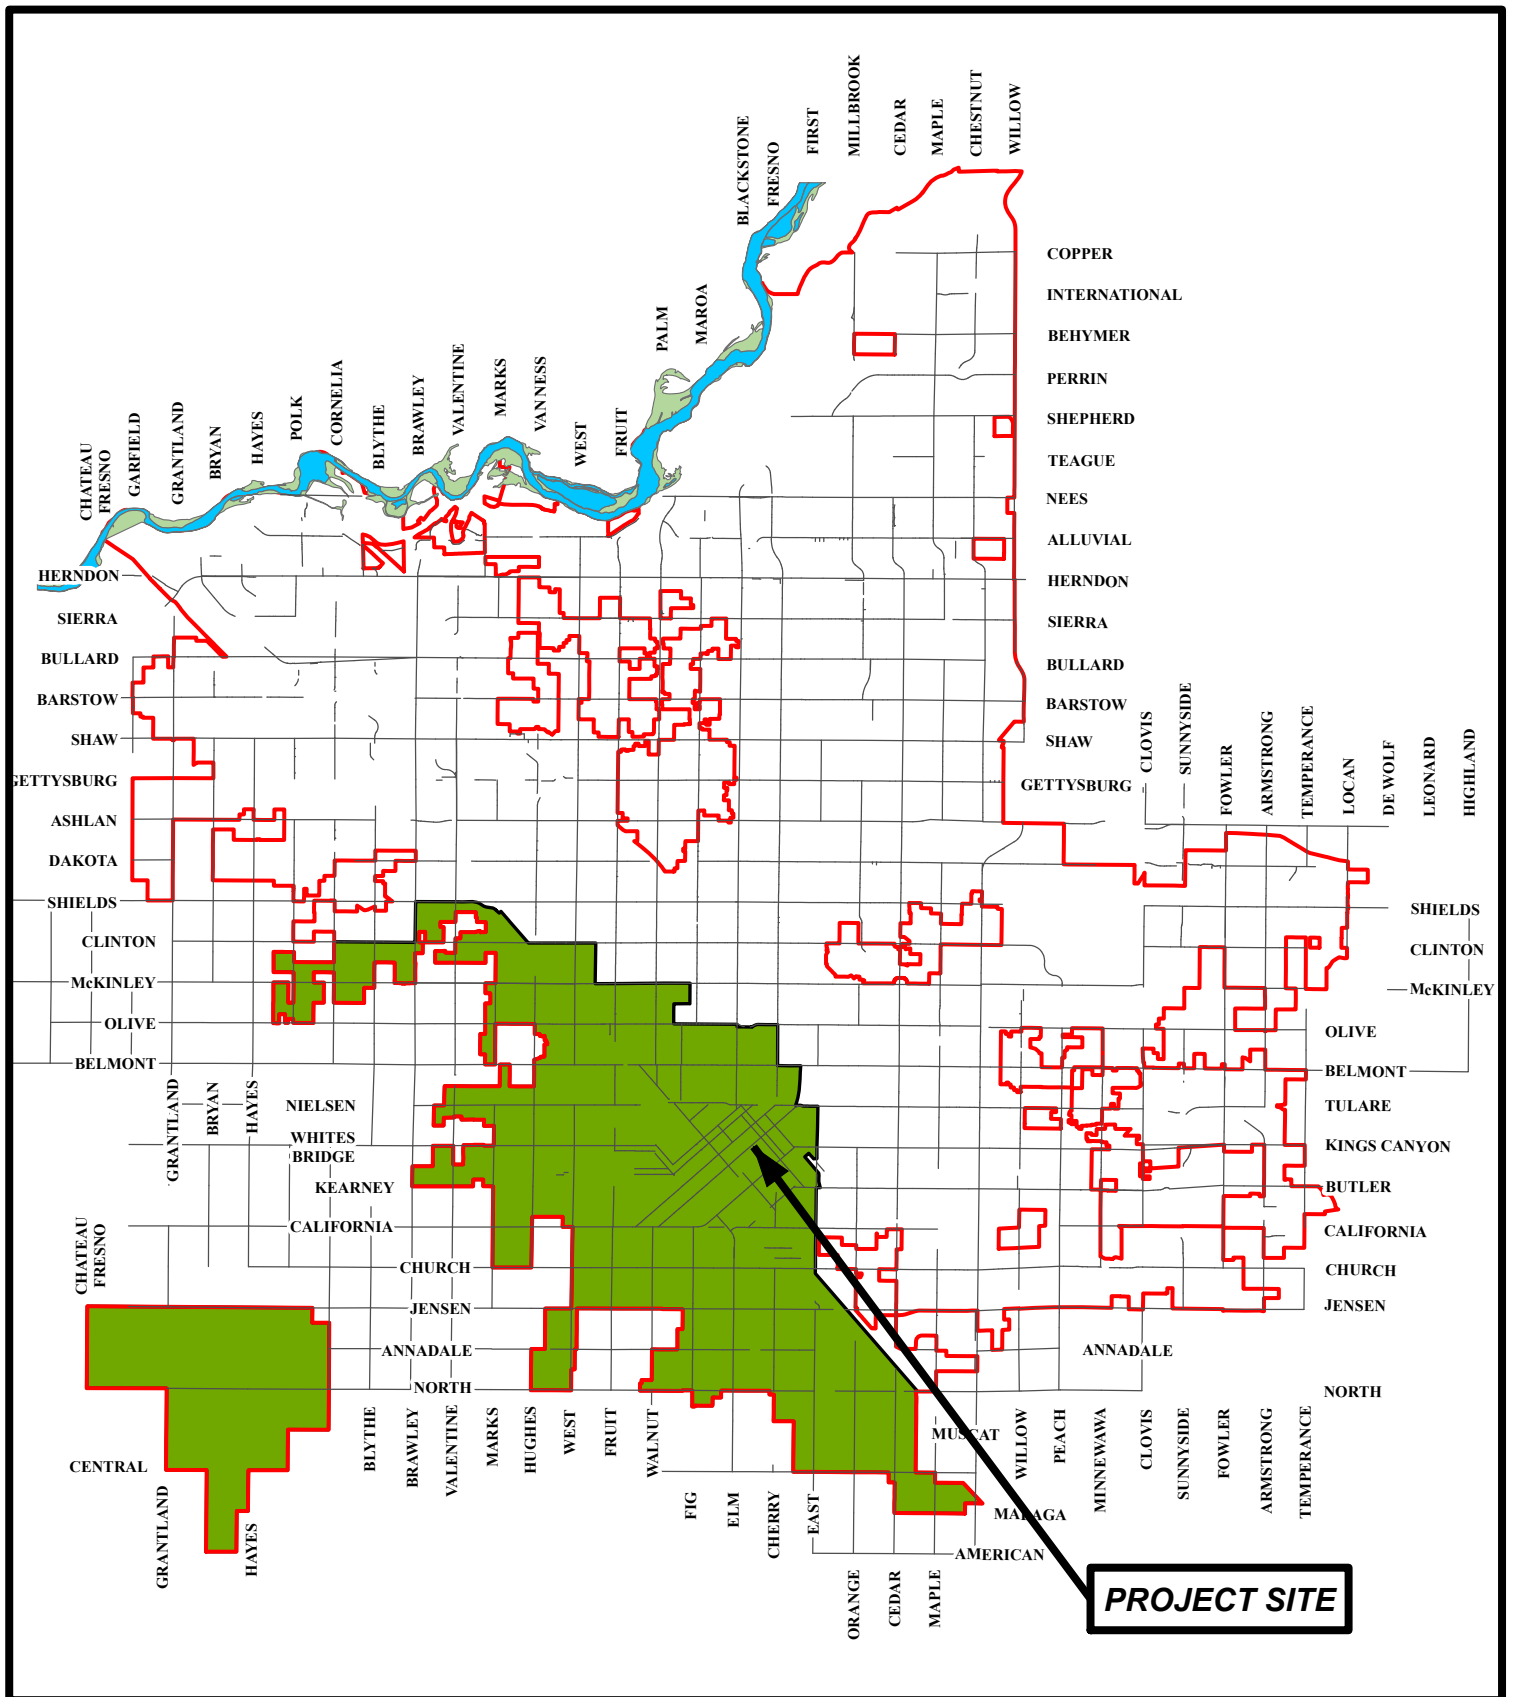 MILLBROOK
CEDAR
MAPLE
CHESTNUT
WILLOW
FIRST
BLACKSTONE
FRESNO
PALM
MAROA
COPPER
INTERNATIONAL
BEHYMER
PERRIN
SHEPHERD
TEAGUE
NEES
ALLUVIAL
HERNDON
SIERRA
BULLARD
BARSTOW
SHAW
GETTYSBURG
CHATEAU
FRESNO
GARFIELD
GRANTLAND
BRYAN
HAYES
POLK
CORNELIA
BLYTHE
BRAWLEY
VALENTINE
MARKS
VAN NESS
WEST
FRUIT
HERNDON
SIERRA
BULLARD
BARSTOW
SHAW
GETTYSBURG
ASHLAN
DAKOTA
SHIELDS
CLINTON
McKINLEY
OLIVE
BELMONT
CLOVIS
SUNNYSIDE
FOWLER
ARMSTRONG
TEMPERANCE
LOCAN
DE WOLF
LEONARD
HIGHLAND
SHIELDS
CLINTON
McKINLEY
OLIVE
BELMONT
TULARE
KINGS CANYON
BUTLER
CALIFORNIA
CHURCH
JENSEN
ANNADALE
NORTH
GRANTLAND
BRYAN
HAYES
NIELSEN
WHITES
BRIDGE
KEARNEY
CALIFORNIA
CHURCH
JENSEN
ANNADALE
NORTH
CHATEAU
FRESNO
CENTRAL
GRANTLAND
HAYES
BLYTHE
BRAWLEY
VALENTINE
MARKS
HUGHES
WEST
FRUIT
WALNUT
FIG
ELM
CHERRY
EAST
ORANGE
CEDAR
MAPLE
MUSCAT
MALAGA
AMERICAN
WILLOW
PEACH
MINNEWAWA
CLOVIS
SUNNYSIDE
FOWLER
ARMSTRONG
TEMPERANCE
PROJECT SITE